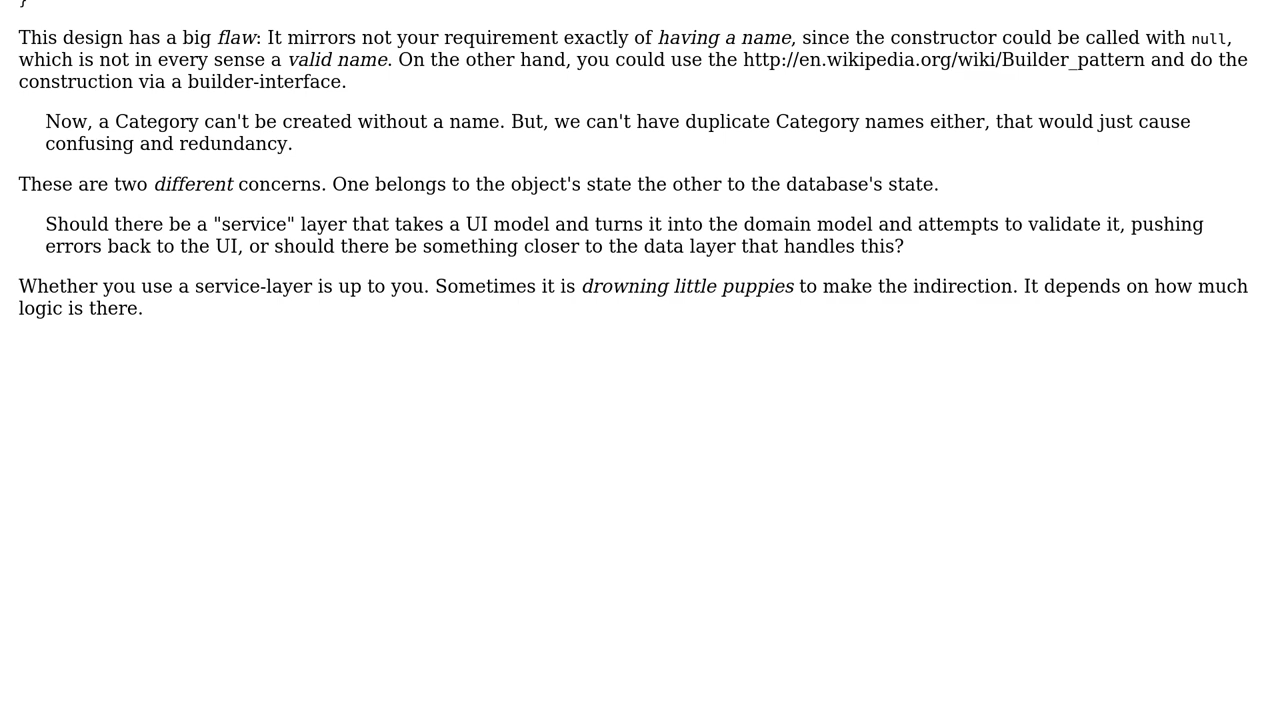 }
This design has a big flaw: It mirrors not your requirement exactly of having a name, since the constructor could be called with null,
which is not in every sense a valid name. On the other hand, you could use the http://en.wikipedia.org/wiki/Builder_pattern and do the
construction via a builder-interface.
Now, a Category can't be created without a name. But, we can't have duplicate Category names either, that would just cause
confusing and redundancy.
These are two different concerns. One belongs to the object's state the other to the database's state.
Should there be a "service" layer that takes a UI model and turns it into the domain model and attempts to validate it, pushing
errors back to the UI, or should there be something closer to the data layer that handles this?
Whether you use a service-layer is up to you. Sometimes it is drowning little puppies to make the indirection. It depends on how much
logic is there.